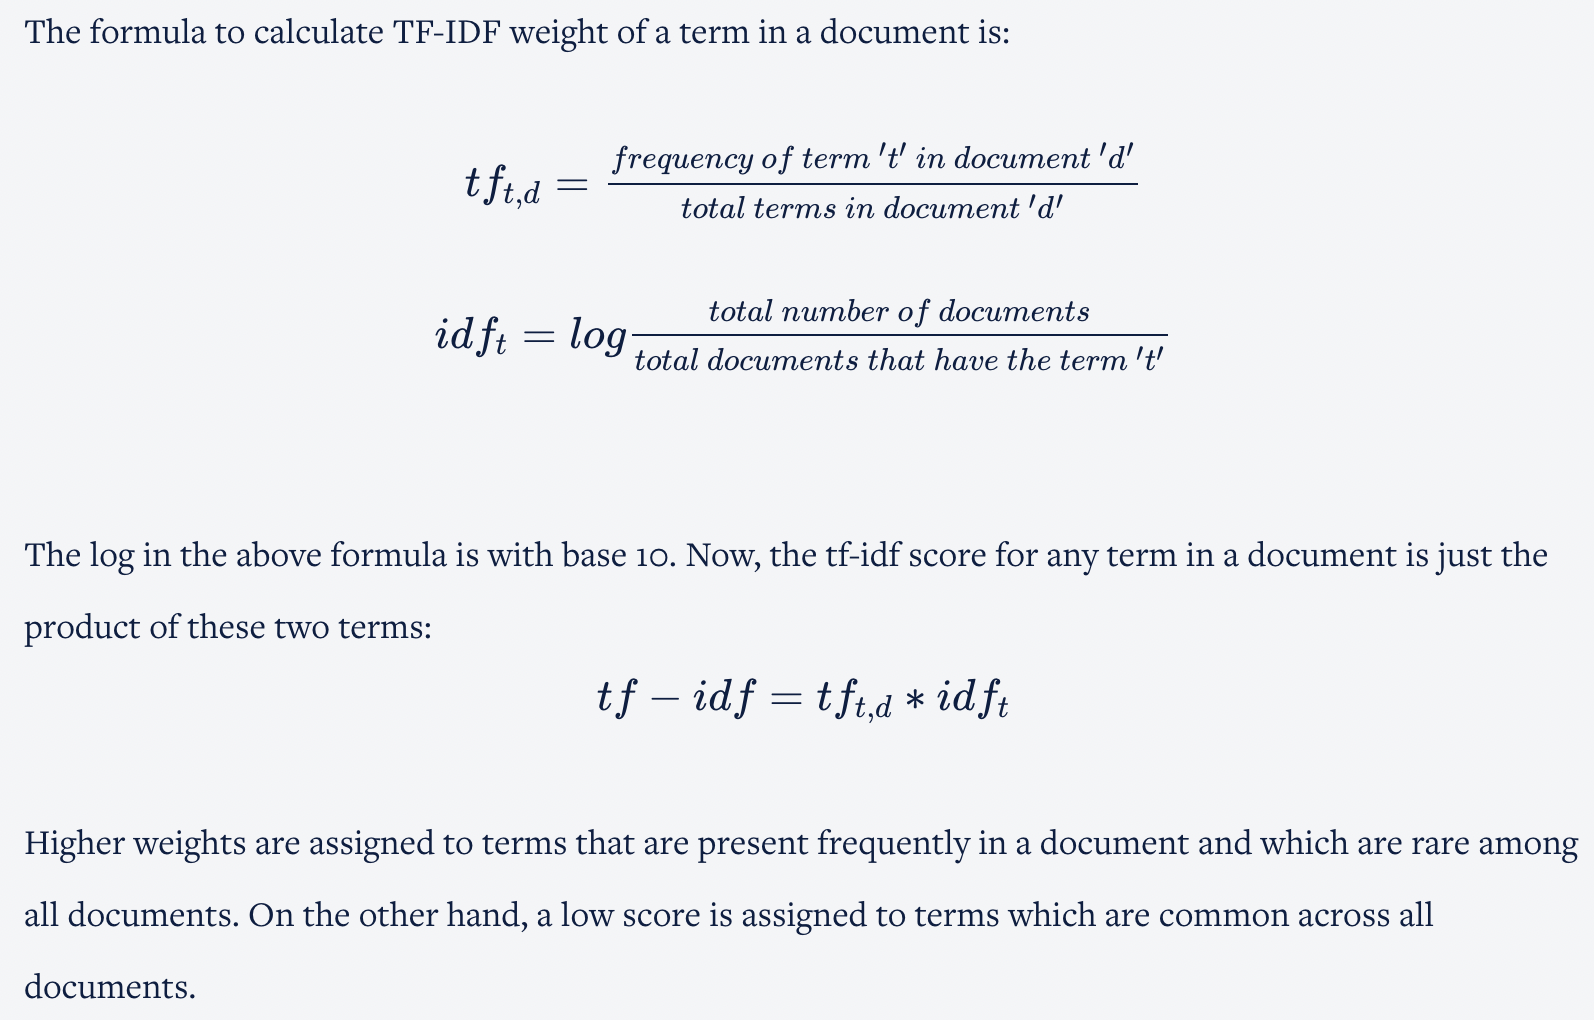 The formula to calculate TF-IDF weight of a term in a document is:
tf_{t,d} = \frac{frequency of term 't' in document 'd'}{total terms in document 'd'}
idf_t = log \frac{total number of documents}{total documents that have the term 't'}
The log in the above formula is with base 10. Now, the tf-idf score for any term in a document is just the
product of these two terms:
tf − idf = tf_{t,d} * idf_t
Higher weights are assigned to terms that are present frequently in a document and which are rare among
all documents. On the other hand, a low score is assigned to terms which are common across all
documents.